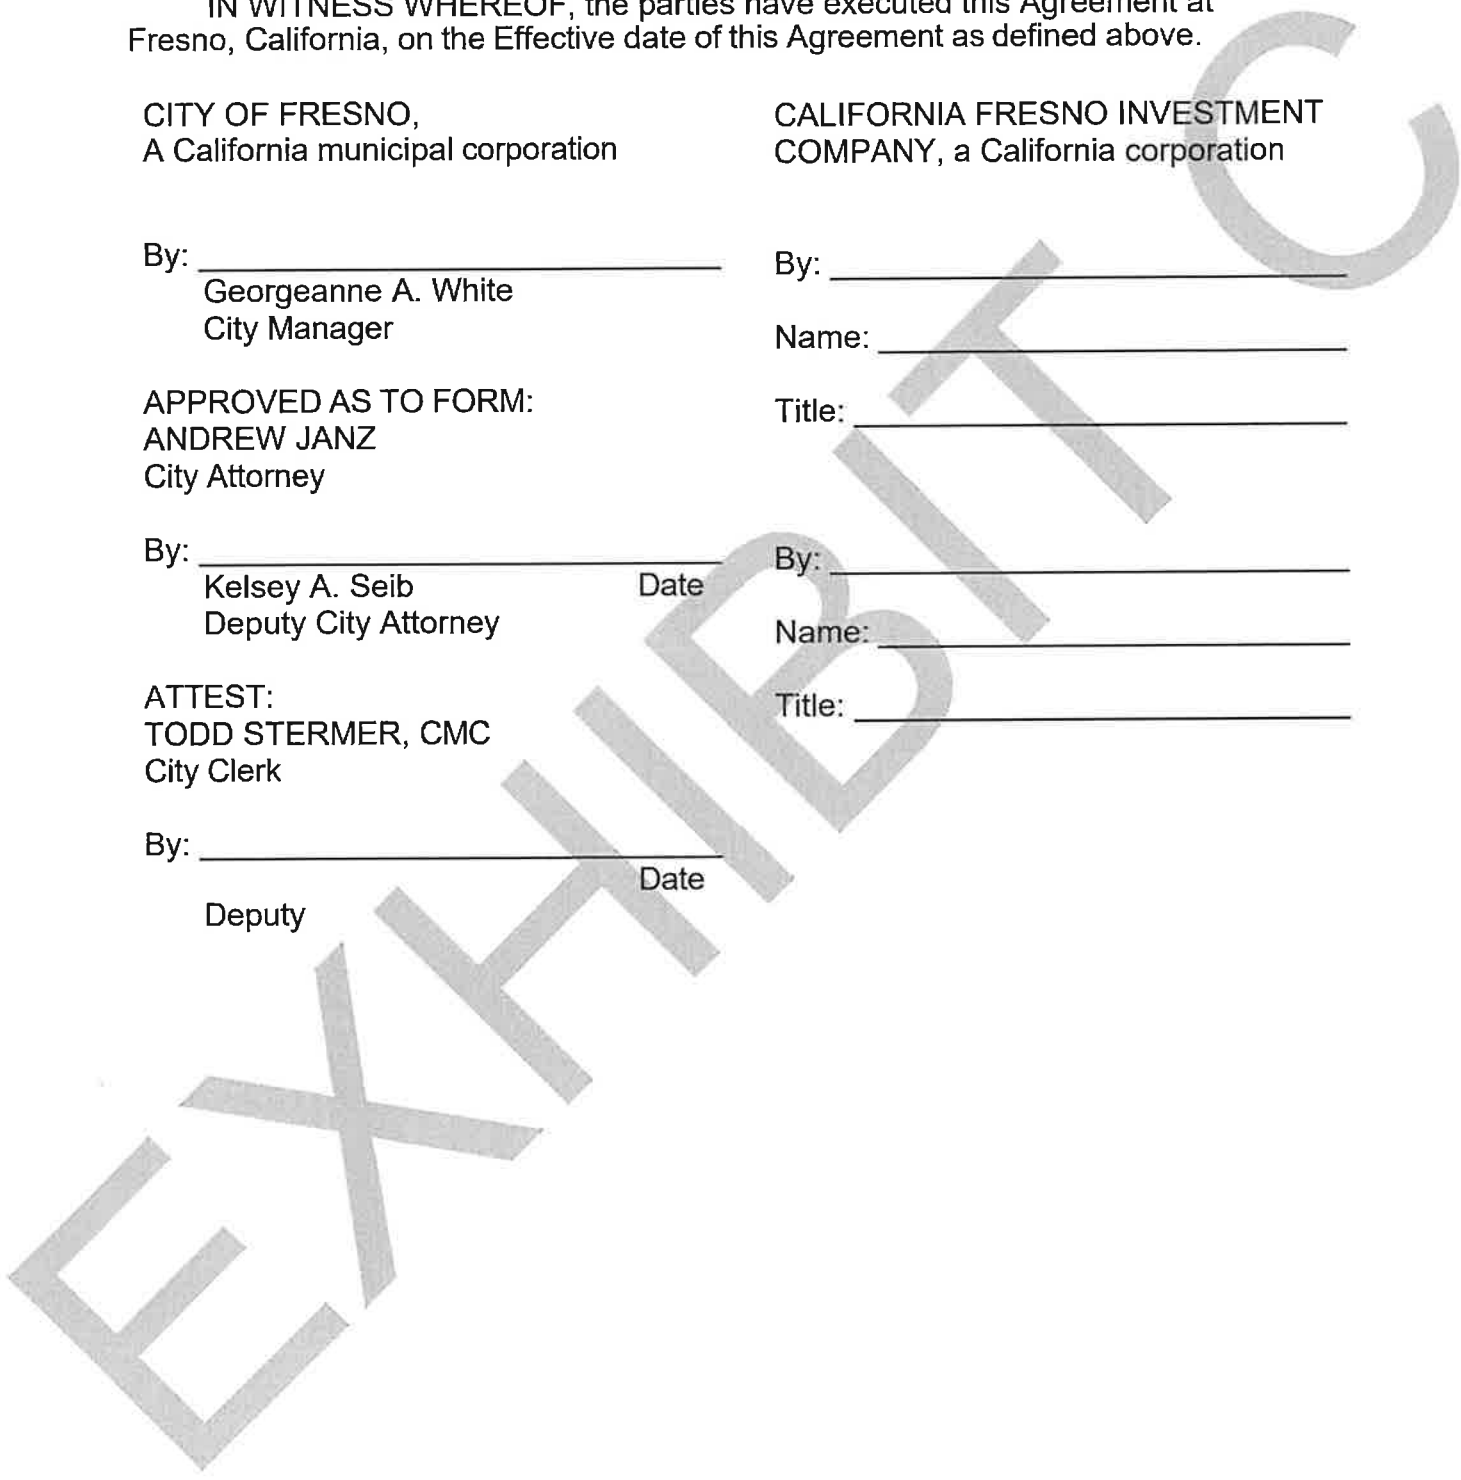 IN WITNESS WHEREOF, the parties have executed this Agreement at
Fresno, California, on the Effective date of this Agreement as defined above.
CITY OF FRESNO,
A California municipal corporation
By:
Georgeanne A. White
City Manager
APPROVED AS TO FORM:
ANDREW JANZ
City Attorney
By:
Kelsey A. Seib Date
Deputy City Attorney
ATTEST:
TODD STERMER, CMC
City Clerk
By:
Date
Deputy
CALIFORNIA FRESNO INVESTMENT
COMPANY, a California corporation
By:
Name:
Title:
By:
Name:
Title:
EXHIBIT C